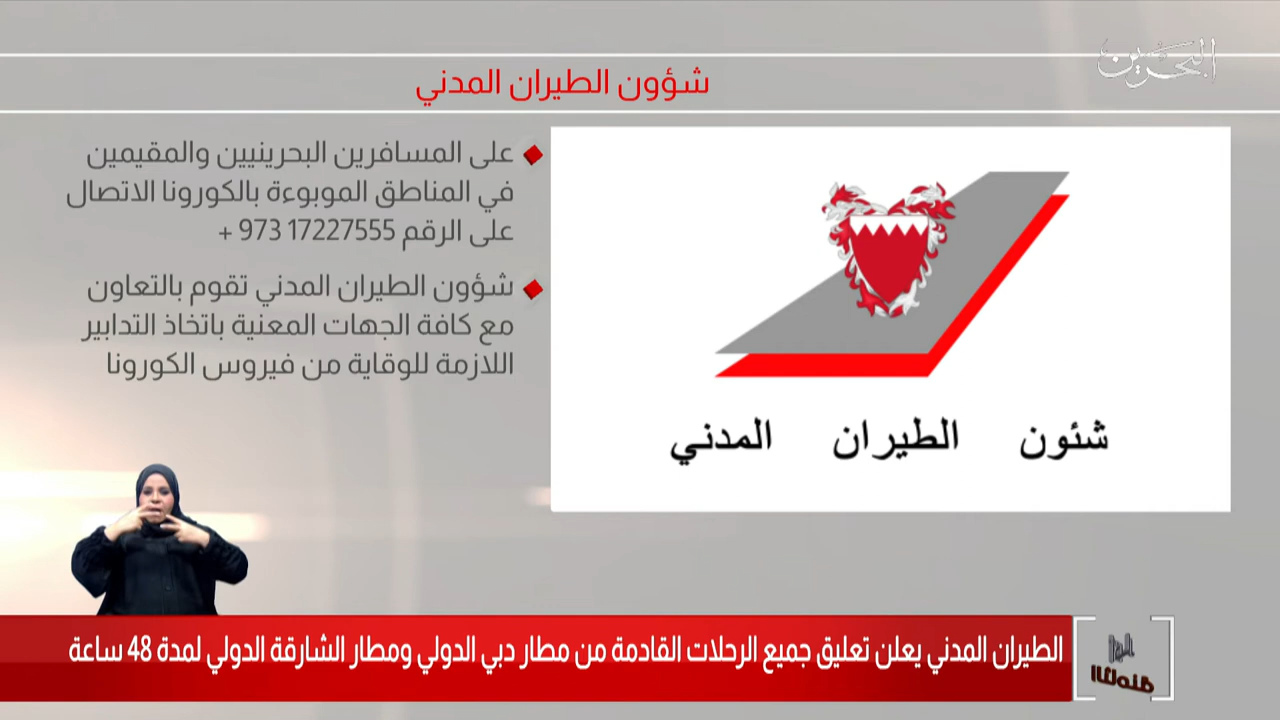 البحرين
شؤون الطيران المدني
على المسافرين البحرينيين والمقيمين
في المناطق الموبوءة بالكورونا الاتصال
على الرقم 17227555 973 +
شؤون الطيران المدني تقوم بالتعاون
مع كافة الجهات المعنية باتخاذ التدابير
اللازمة للوقاية من فيروس الكورونا
شئون الطيران المدني
الطيران المدني يعلن تعليق جميع الرحلات القادمة من مطار دبي الدولي ومطار الشارقة الدولي لمدة 48 ساعة